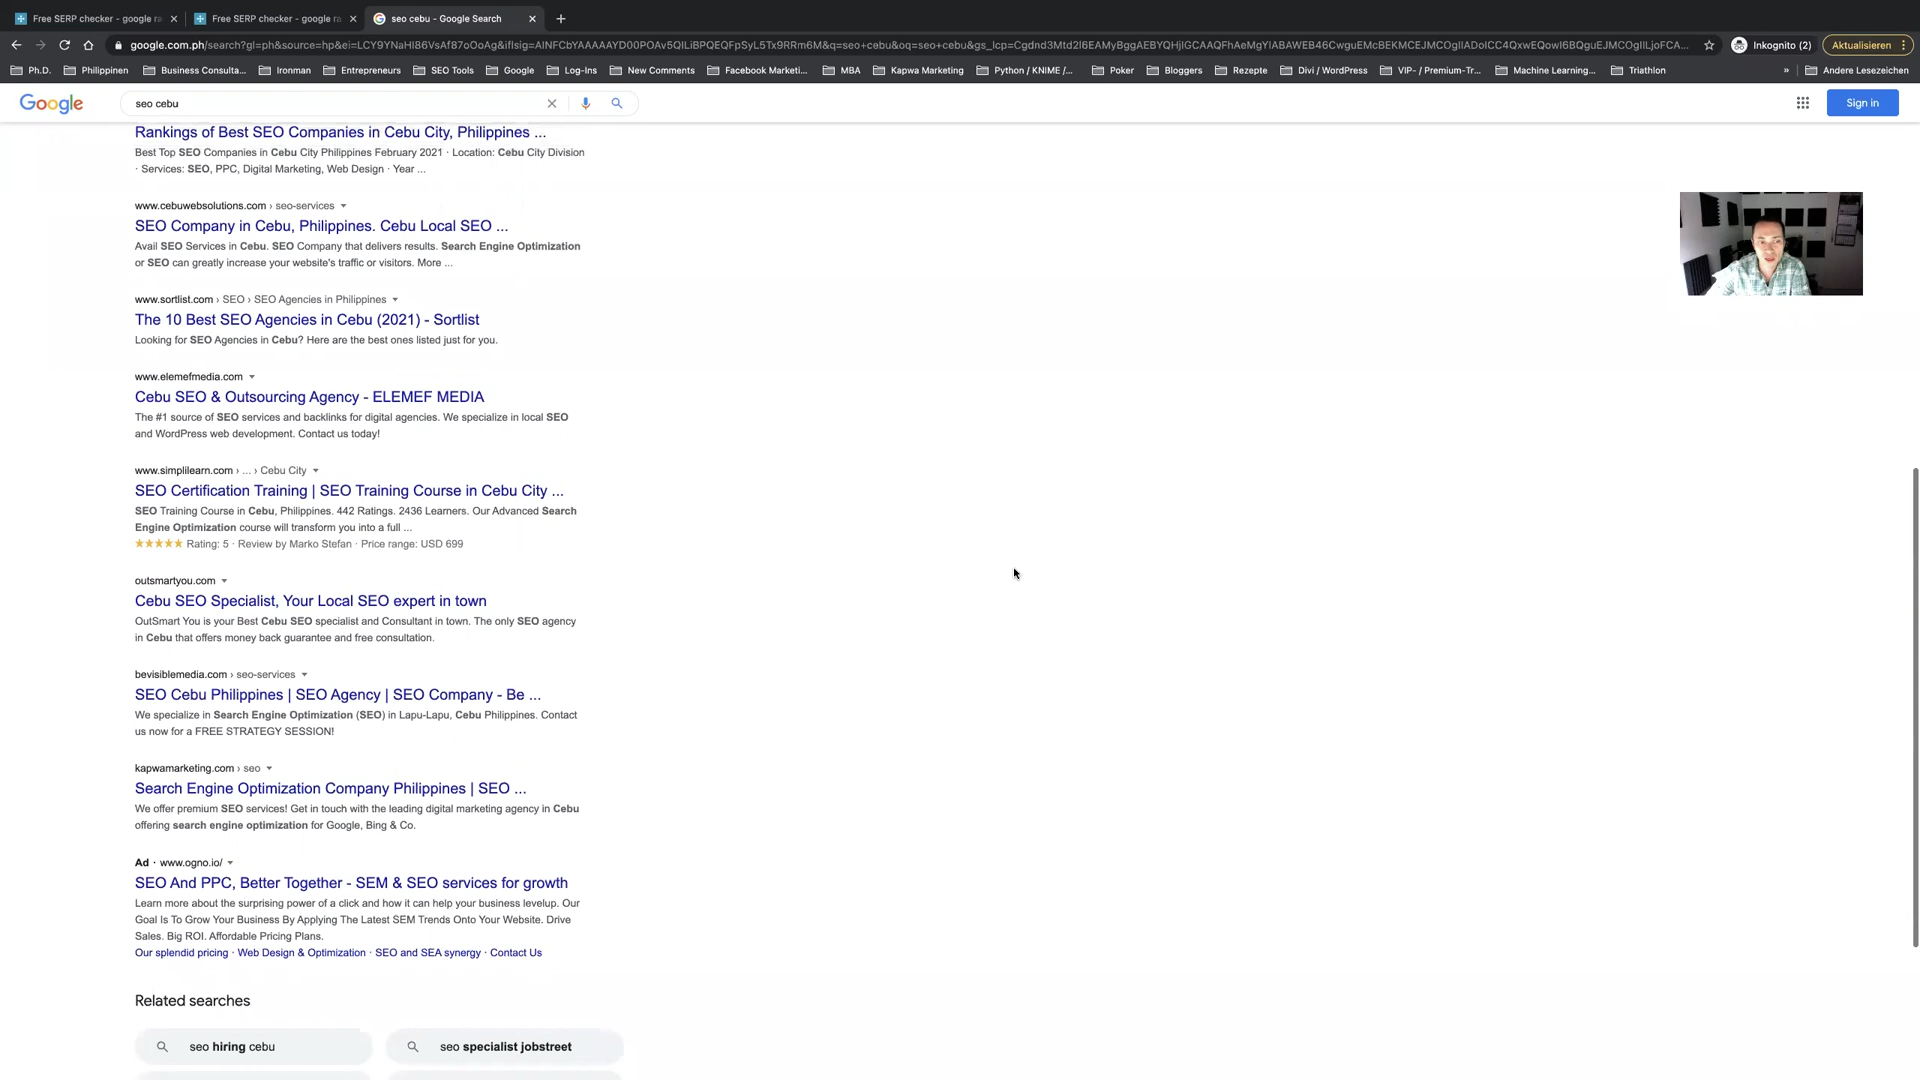 Free SERP checker - google ra
Free SERP checker - google ra
seo cebu - Google Search
Inkognito (2)
Aktualisieren
Ph.D.
Philippinen
Business Consulta...
Ironman
Entrepreneurs
SEO Tools
Google
Log-Ins
New Comments
Facebook Marketi...
MBA
Kapwa Marketing
Python / KNIME /...
Poker
Bloggers
Rezepte
Divi / WordPress
VIP- / Premium-Tr...
Machine Learning...
Triathlon
»
Andere Lesezeichen
Google
seo cebu
Sign in
Rankings of Best SEO Companies in Cebu City, Philippines ...
Best Top SEO Companies in Cebu City Philippines February 2021 · Location: Cebu City Division
· Services: SEO, PPC, Digital Marketing, Web Design · Year ...
www.cebuwebsolutions.com › seo-services
SEO Company in Cebu, Philippines. Cebu Local SEO ...
Avail SEO Services in Cebu. SEO Company that delivers results. Search Engine Optimization
or SEO can greatly increase your website's traffic or visitors. More ...
www.sortlist.com › SEO › SEO Agencies in Philippines
The 10 Best SEO Agencies in Cebu (2021) - Sortlist
Looking for SEO Agencies in Cebu? Here are the best ones listed just for you.
www.elemefmedia.com
Cebu SEO & Outsourcing Agency - ELEMEF MEDIA
The #1 source of SEO services and backlinks for digital agencies. We specialize in local SEO
and WordPress web development. Contact us today!
www.simplilearn.com › ... › Cebu City
SEO Certification Training | SEO Training Course in Cebu City ...
SEO Training Course in Cebu, Philippines. 442 Ratings. 2436 Learners. Our Advanced Search
Engine Optimization course will transform you into a full ...
★★★★★ Rating: 5 · Review by Marko Stefan · Price range: USD 699
outsmartyou.com
Cebu SEO Specialist, Your Local SEO expert in town
OutSmart You is your Best Cebu SEO specialist and Consultant in town. The only SEO agency
in Cebu that offers money back guarantee and free consultation.
bevisiblemedia.com › seo-services
SEO Cebu Philippines | SEO Agency | SEO Company - Be ...
We specialize in Search Engine Optimization (SEO) in Lapu-Lapu, Cebu Philippines. Contact
us now for a FREE STRATEGY SESSION!
kapwamarketing.com › seo
Search Engine Optimization Company Philippines | SEO ...
We offer premium SEO services! Get in touch with the leading digital marketing agency in Cebu
offering search engine optimization for Google, Bing & Co.
Ad · www.ogno.io/
SEO And PPC, Better Together - SEM & SEO services for growth
Learn more about the surprising power of a click and how it can help your business levelup. Our
Goal Is To Grow Your Business By Applying The Latest SEM Trends Onto Your Website. Drive
Sales. Big ROI. Affordable Pricing Plans.
Our splendid pricing · Web Design & Optimization · SEO and SEA synergy · Contact Us
Related searches
seo hiring cebu
seo specialist jobstreet